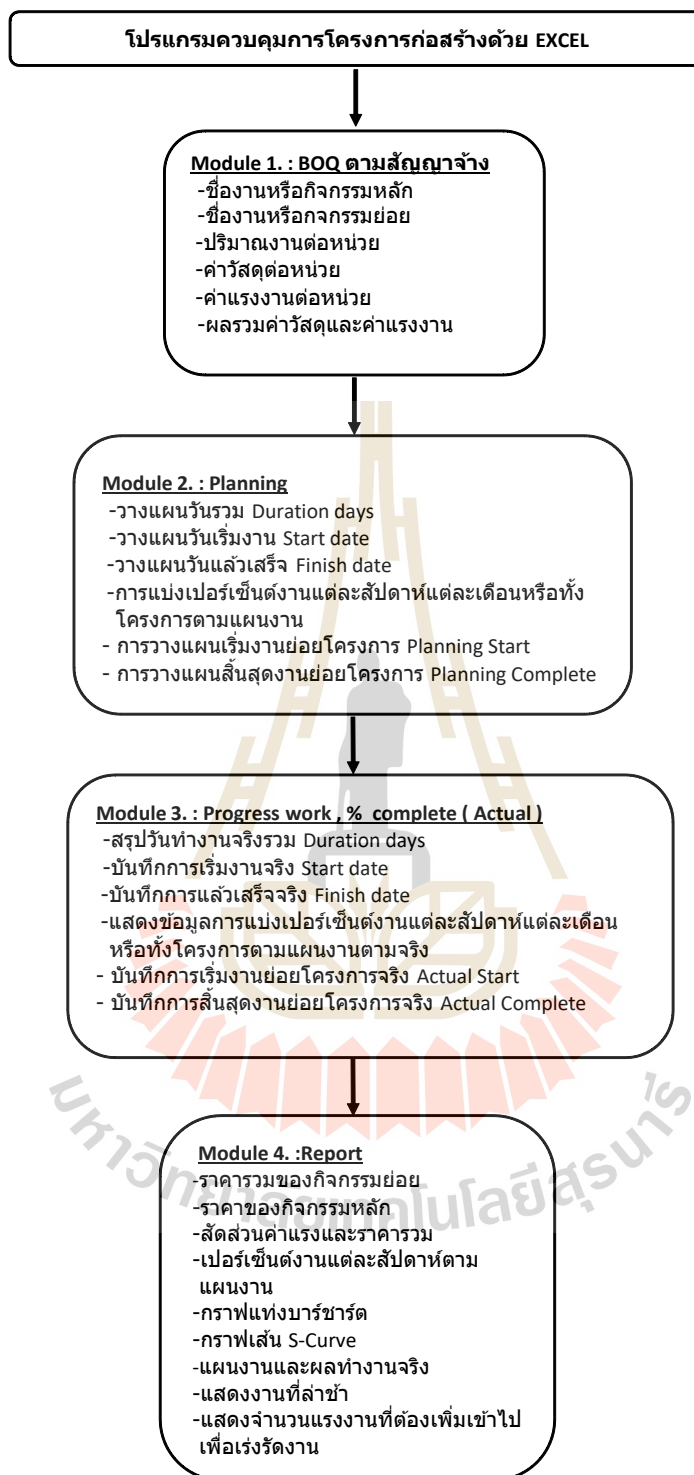 โปรแกรมควบคุมการโครงการก่อสร้างด้วย EXCEL
Module 1. : BOQ ตามสัญญาจ้าง
-ชื่องานหรือกิจกรรมหลัก
-ชื่องานหรือกจกรรมย่อย
-ปริมาณงานต่อหน่วย
-ค่าวัสดุต่อหน่วย
-ค่าแรงงานต่อหน่วย
-ผลรวมค่าวัสดุและค่าแรงงาน
Module 2. : Planning
-วางแผนวันรวม Duration days
-วางแผนวันเริ่มงาน Start date
-วางแผนวันแล้วเสร็จ Finish date
-การแบ่งเปอร์เซ็นต์งานแต่ละสัปดาห์แต่ละเดือนหรือทั้ง
โครงการตามแผนงาน
- การวางแผนเริ่มงานย่อยโครงการ Planning Start
- การวางแผนสิ้นสุดงานย่อยโครงการ Planning Complete
Module 3. : Progress work , % complete ( Actual )
-สรุปวันทำงานจริงรวม Duration days
-บันทึกการเริ่มงานจริง Start date
-บันทึกการแล้วเสร็จจริง Finish date
-แสดงข้อมูลการแบ่งเปอร์เซ็นต์งานแต่ละสัปดาห์แต่ละเดือน
หรือทั้งโครงการตามแผนงานตามจริง
- บันทึกการเริ่มงานย่อยโครงการจริง Actual Start
- บันทึกการสิ้นสุดงานย่อยโครงการจริง Actual Complete
Module 4. :Report
-ราคารวมของกิจกรรมย่อย
-ราคาของกิจกรรมหลัก
-สัดส่วนค่าแรงและราคารวม
-เปอร์เซ็นต์งานแต่ละสัปดาห์ตาม
แผนงาน
-กราฟแท่งบาร์ชาร์ต
-กราฟเส้น S-Curve
-แผนงานและผลทำงานจริง
-แสดงงานที่ล่าช้า
-แสดงจำนวนแรงงานที่ต้องเพิ่มเข้าไป
เพื่อเร่งรัดงาน
มหาวิทยาลัยเทคโนโลยีสุรนารี